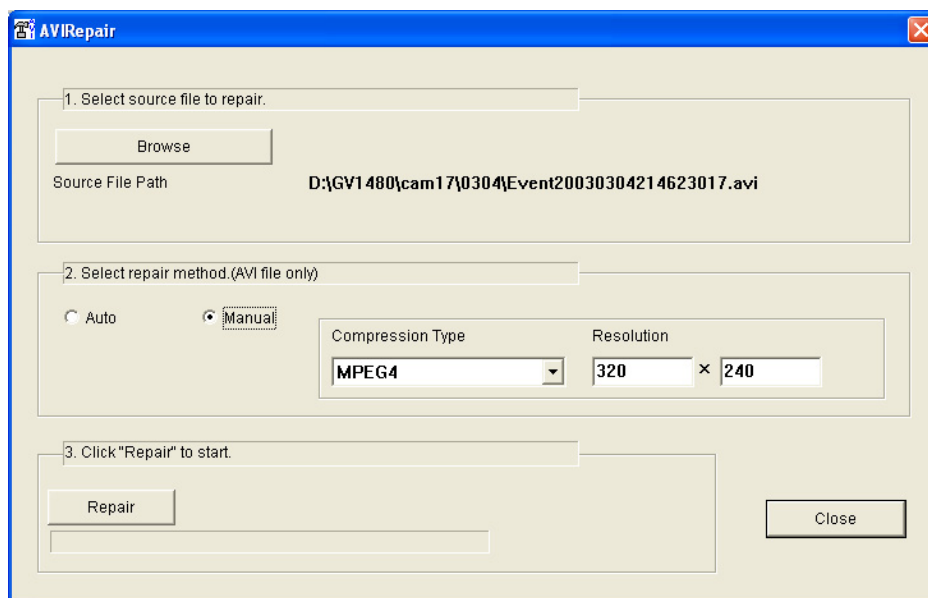 AVIRepair
1. Select source file to repair.
Browse
Source File Path D:\GV1480\cam17\0304\Event20030304214623017.avi
2. Select repair method.(AVI file only)
Auto Manual
Compression Type Resolution
MPEG4 320 × 240
3. Click "Repair" to start.
Repair
Close